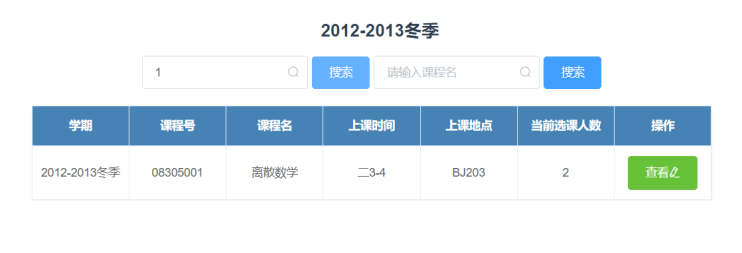 2012-2013冬季
1 搜索 请输入课程名 搜索
学期 课程号 课程名 上课时间 上课地点 当前选课人数 操作
2012-2013冬季 08305001 离散数学 二3-4 BJ203 2 查看